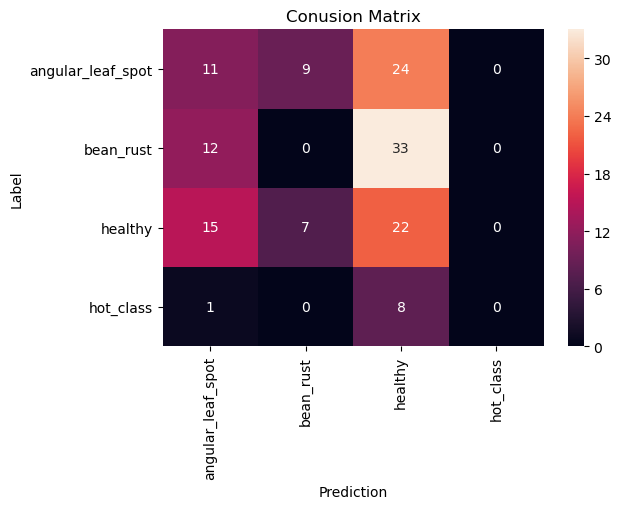 Conusion Matrix
Label
angular_leaf_spot 11 9 24 0
bean_rust 12 0 33 0
healthy 15 7 22 0
hot_class 1 0 8 0
angular_leaf_spot
bean_rust
healthy
hot_class
Prediction
30
24
18
12
6
0